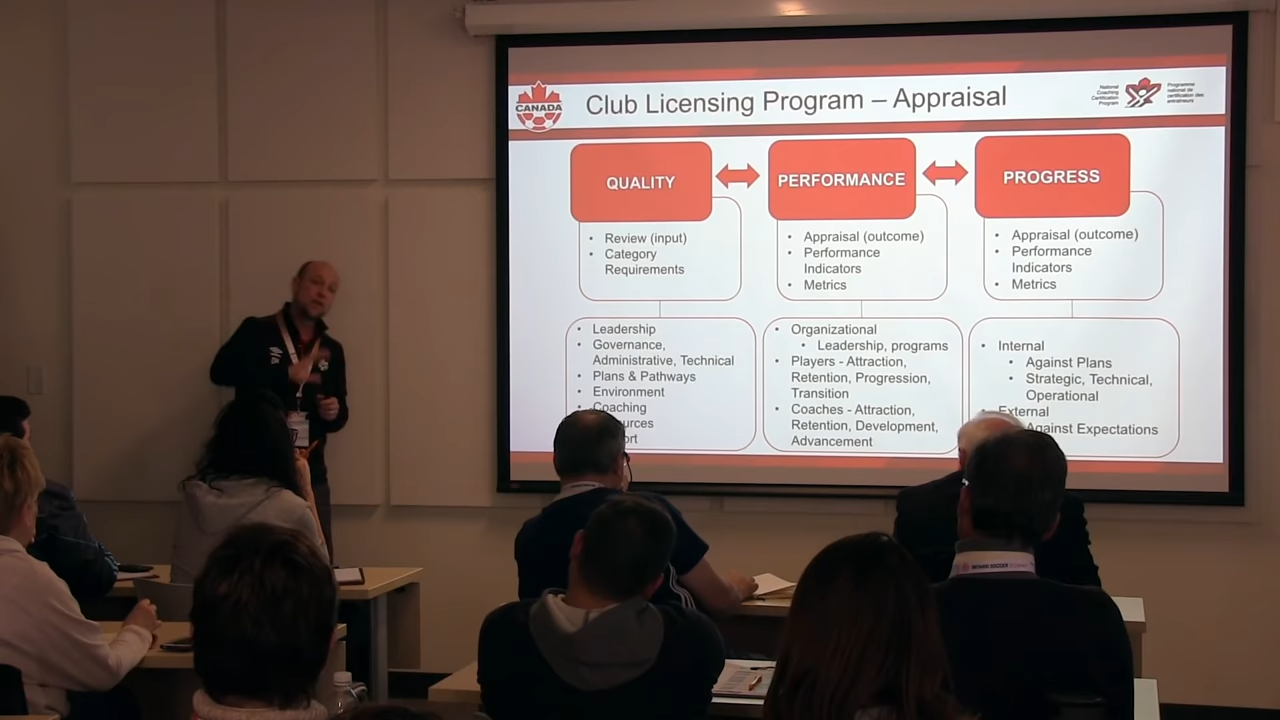 CANADA
Club Licensing Program – Appraisal
National
Coaching
Certification
Program
Programme
national de
certification des
entraîneurs
QUALITY
PERFORMANCE
PROGRESS
• Review (input)
• Category
Requirements
• Appraisal (outcome)
• Performance
Indicators
• Metrics
• Appraisal (outcome)
• Performance
Indicators
• Metrics
• Leadership
• Governance,
Administrative, Technical
• Plans & Pathways
• Environment
• Coaching
• Organizational
• Leadership, programs
• Players - Attraction,
Retention, Progression,
Transition
• Coaches - Attraction,
Retention, Development,
Advancement
• Internal
• Against Plans
• Strategic, Technical,
Operational
• External
Against Expectations
ONTARIO SOCCER